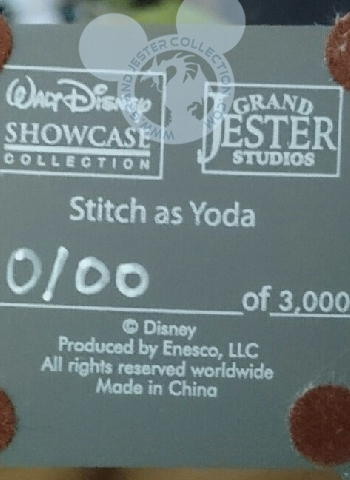 Walt Disney
SHOWCASE
COLLECTION
GRAND
JESTER
STUDIOS
Stitch as Yoda
0/00
of 3,000
© Disney
Produced by Enesco, LLC
All rights reserved worldwide
Made in China